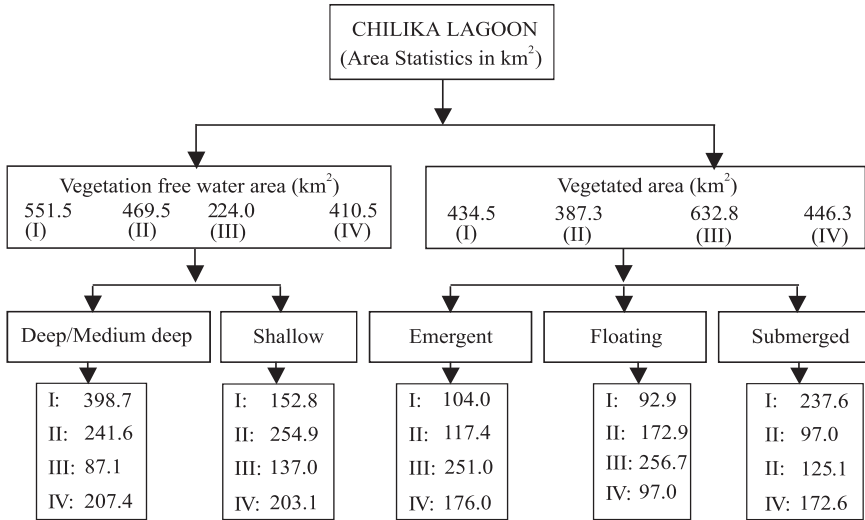 CHILIKA LAGOON
(Area Statistics in km²)
Vegetation free water area (km²)
551.5 469.5 224.0 410.5
(I) (II) (III) (IV)
Vegetated area (km²)
434.5 387.3 632.8 446.3
(I) (II) (III) (IV)
Deep/Medium deep
Shallow
Emergent
Floating
Submerged
I: 398.7
II: 241.6
III: 87.1
IV: 207.4
I: 152.8
II: 254.9
III: 137.0
IV: 203.1
I: 104.0
II: 117.4
III: 251.0
IV: 176.0
I: 92.9
II: 172.9
III: 256.7
IV: 97.0
I: 237.6
II: 97.0
II: 125.1
IV: 172.6